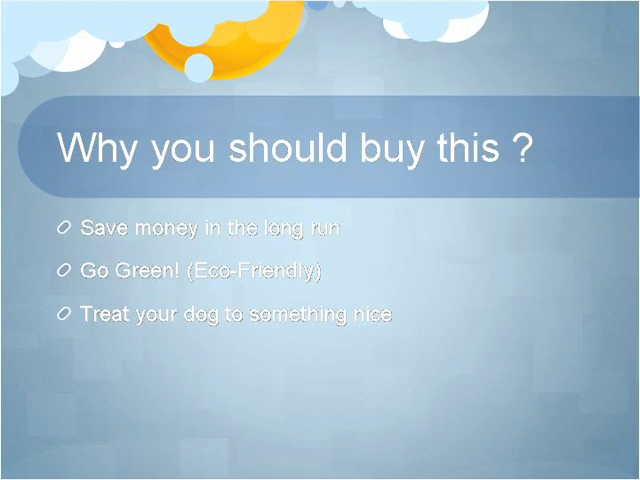 Why you should buy this ?
Save money in the long run
Go Green! (Eco-Friendly)
Treat your dog to something nice